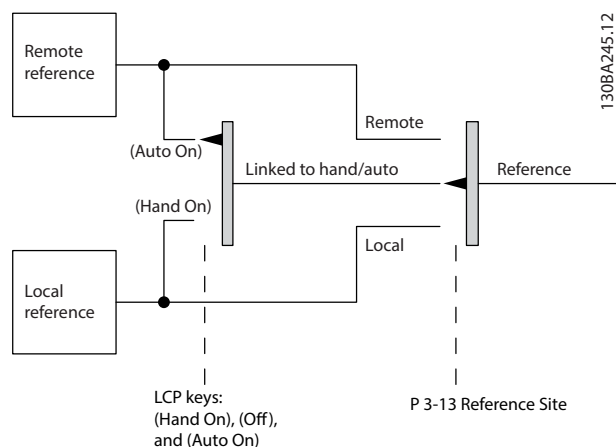 Remote
reference
130BA245.12
Remote
(Auto On)
Linked to hand/auto
Reference
(Hand On)
Local
Local
reference
LCP keys:
(Hand On), (Off),
and (Auto On)
P 3-13 Reference Site